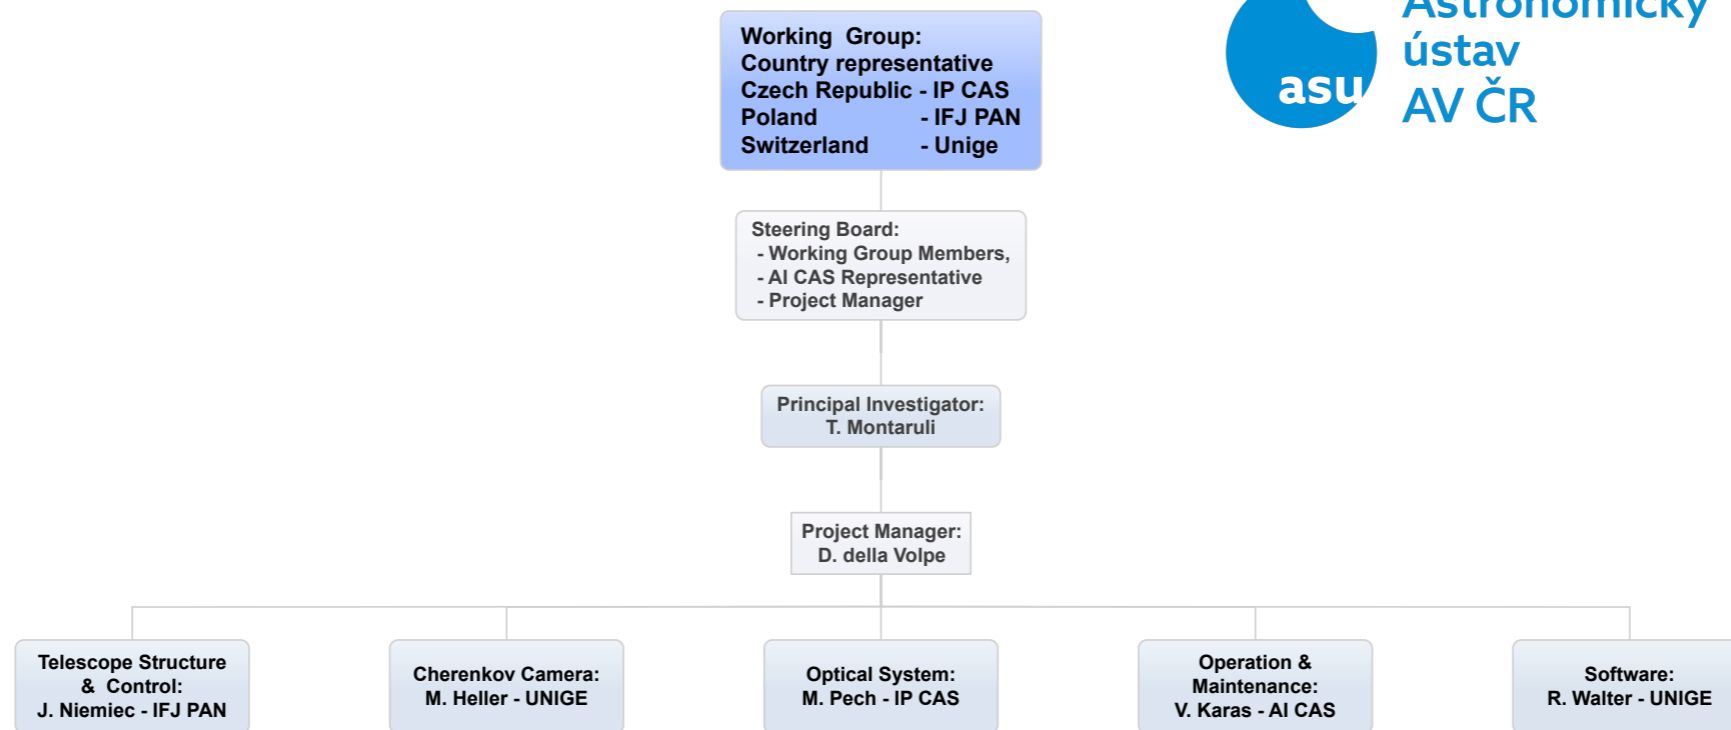 Working Group:
Country representative
Czech Republic - IP CAS
Poland - IFJ PAN
Switzerland - Unige
Astronomický
ústav
AV ČR
asu
Steering Board:
- Working Group Members,
- AI CAS Representative
- Project Manager
Principal Investigator:
T. Montaruli
Project Manager:
D. della Volpe
Telescope Structure
& Control:
J. Niemiec - IFJ PAN
Cherenkov Camera:
M. Heller - UNIGE
Optical System:
M. Pech - IP CAS
Operation &
Maintenance:
V. Karas - AI CAS
Software:
R. Walter - UNIGE